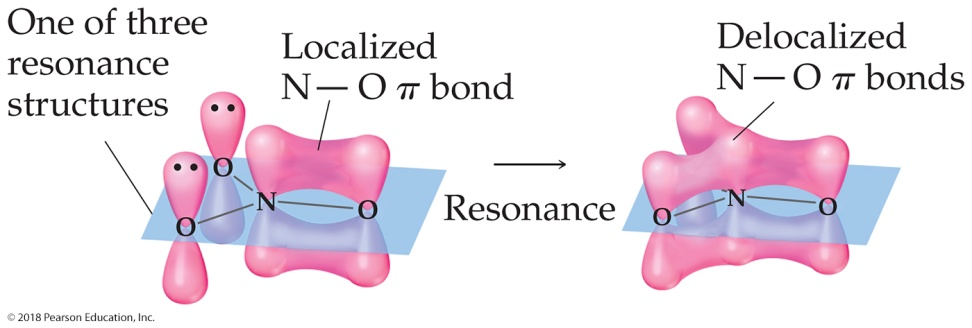 One of three
resonance
structures
Localized
N — O π bond
O
O
N
O
Resonance
Delocalized
N — O π bonds
O
N
O
© 2018 Pearson Education, Inc.